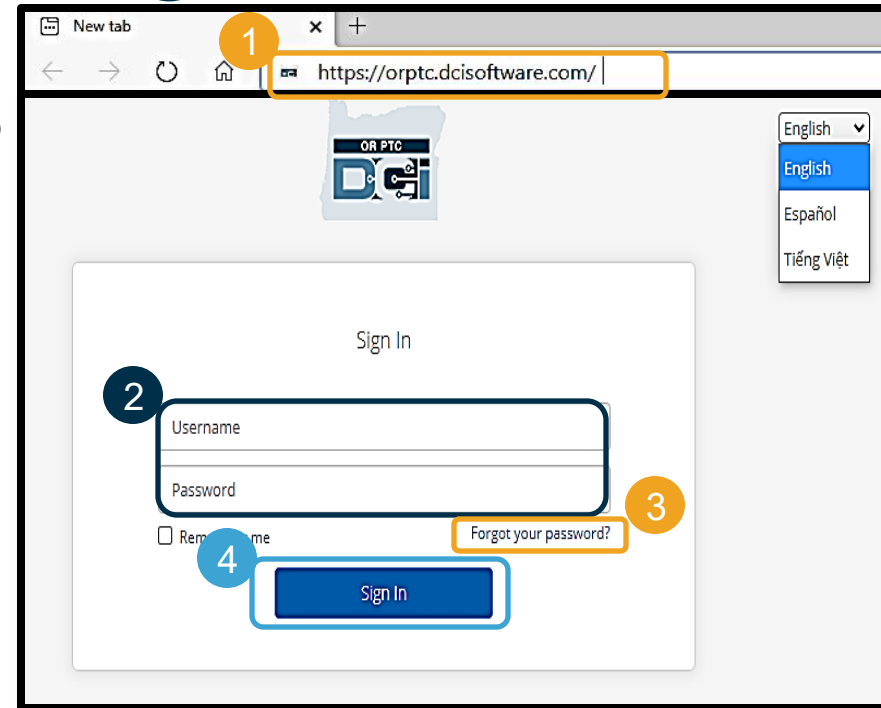 New tab
1
https://orptc.dcisoftware.com/
OR PTC
DCI
English
English
Español
Tiếng Việt
Sign In
2
Username
Password
3
me
Forgot your password?
4
Sign In